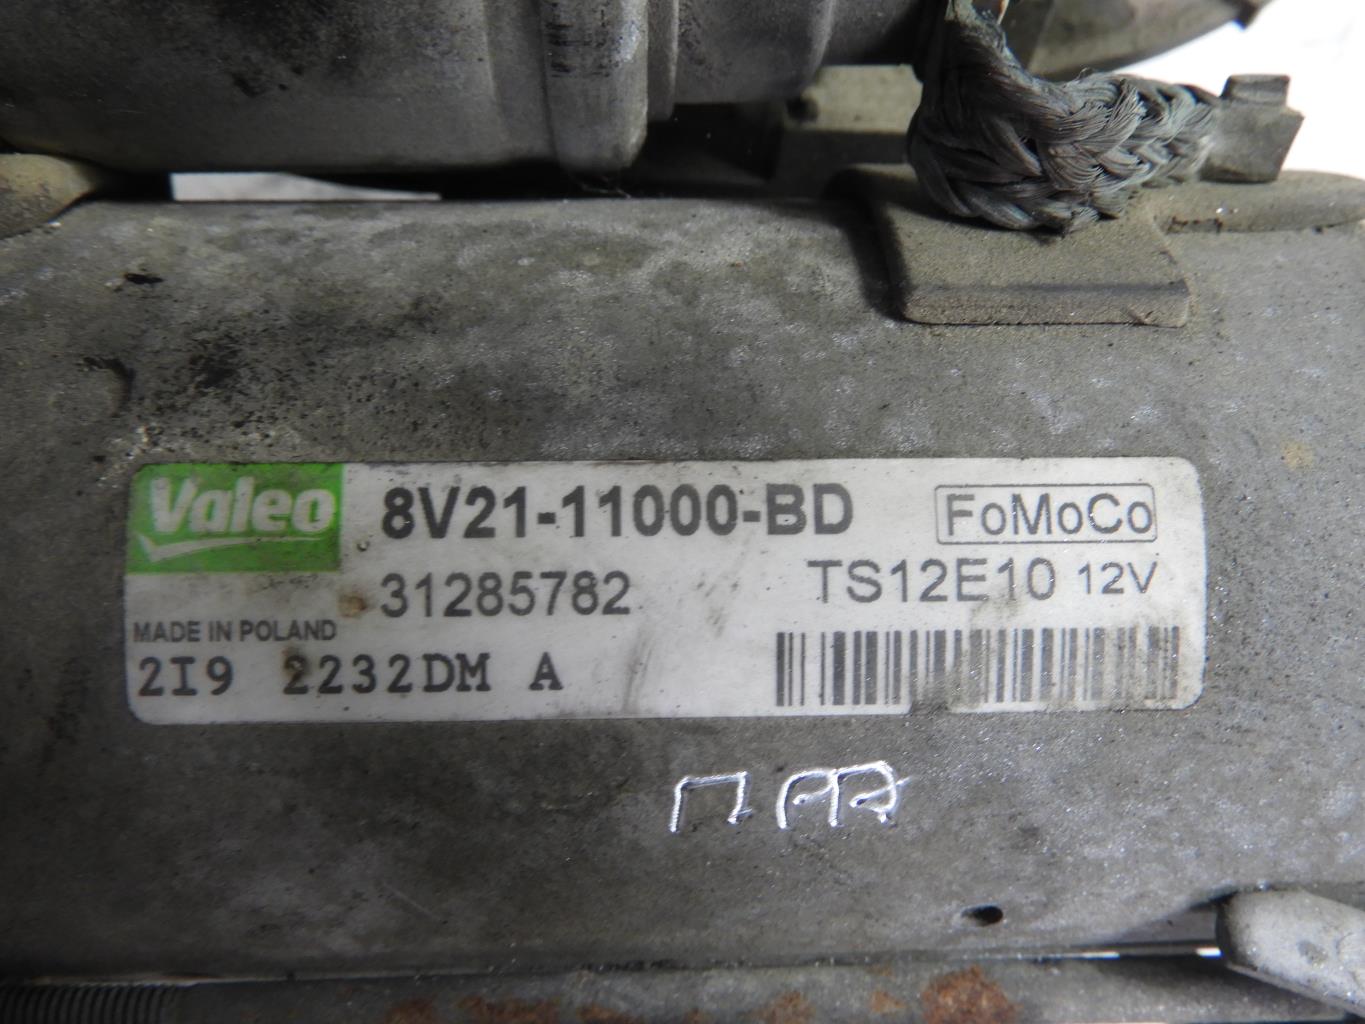 Valeo 8V21-11000-BD FoMoCo
31285782 TS12E10 12V
MADE IN POLAND
2I9 2232DM A